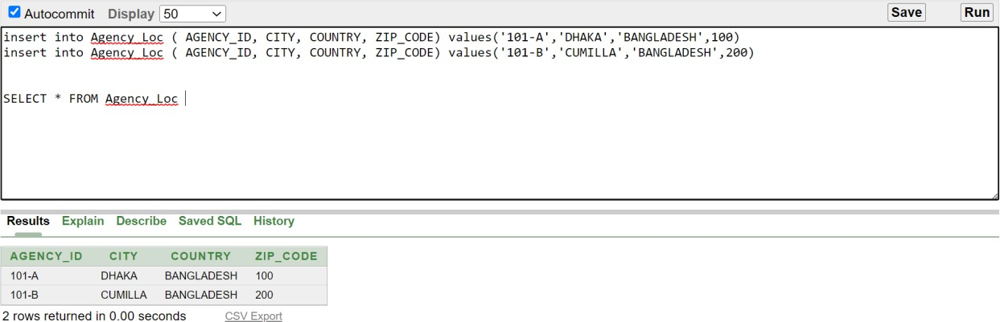 Autocommit Display 50 Save Run
insert into Agency_Loc ( AGENCY_ID, CITY, COUNTRY, ZIP_CODE) values('101-A','DHAKA','BANGLADESH',100)
insert into Agency_Loc ( AGENCY_ID, CITY, COUNTRY, ZIP_CODE) values('101-B','CUMILLA','BANGLADESH',200)
SELECT * FROM Agency_Loc
Results Explain Describe Saved SQL History
AGENCY_ID CITY COUNTRY ZIP_CODE
101-A DHAKA BANGLADESH 100
101-B CUMILLA BANGLADESH 200
2 rows returned in 0.00 seconds CSV Export